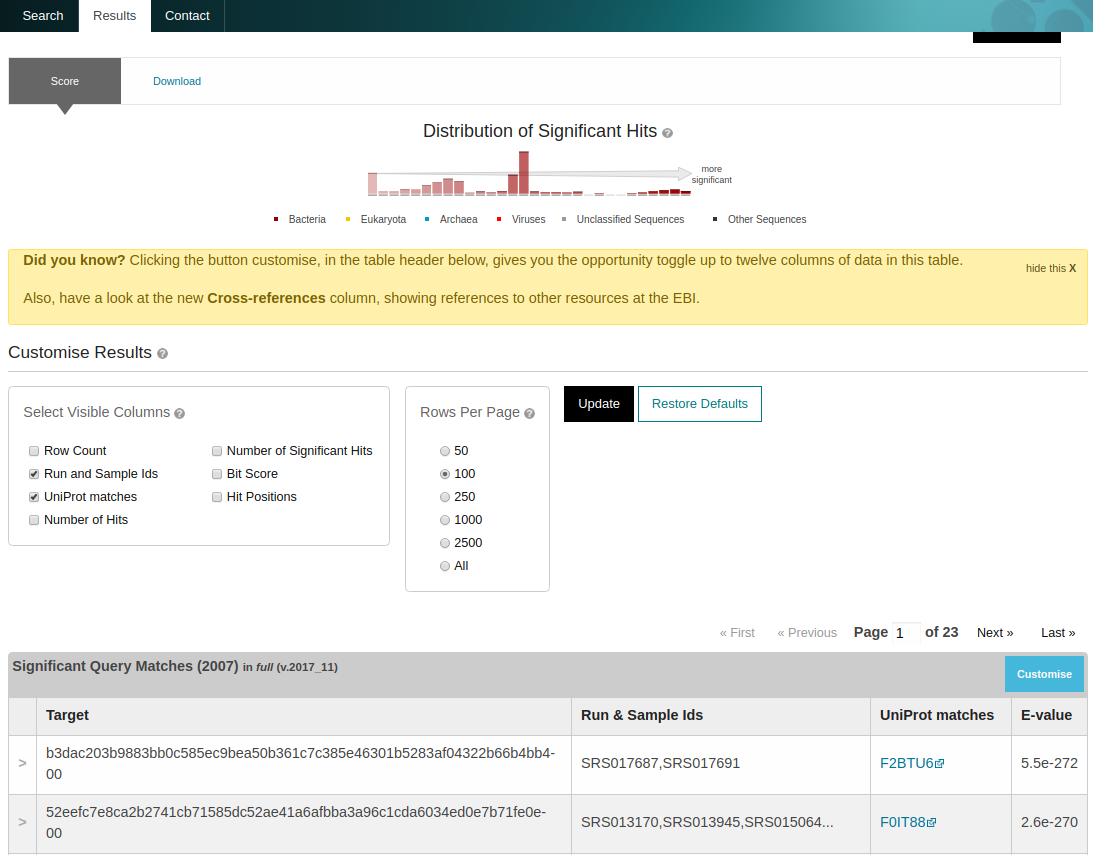 Search Results Contact
Score Download
Distribution of Significant Hits ?
more
significant
Bacteria Eukaryota Archaea Viruses Unclassified Sequences Other Sequences
Did you know? Clicking the button customise, in the table header below, gives you the opportunity toggle up to twelve columns of data in this table.
hide this X
Also, have a look at the new Cross-references column, showing references to other resources at the EBI.
Customise Results ?
Select Visible Columns ?
Row Count Number of Significant Hits
Run and Sample Ids Bit Score
UniProt matches Hit Positions
Number of Hits
Rows Per Page ?
50
100
250
1000
2500
All
Update Restore Defaults
« First « Previous Page 1 of 23 Next » Last »
Significant Query Matches (2007) in full (v.2017_11) Customise
Target Run & Sample Ids UniProt matches E-value
> b3dac203b9883bb0c585ec9bea50b361c7c385e46301b5283af04322b66b4bb4-
00 SRS017687,SRS017691 F2BTU6 5.5e-272
> 52eefc7e8ca2b2741cb71585dc52ae41a6afbba3a96c1cda6034ed0e7b71fe0e-
00 SRS013170,SRS013945,SRS015064... F0IT88 2.6e-270